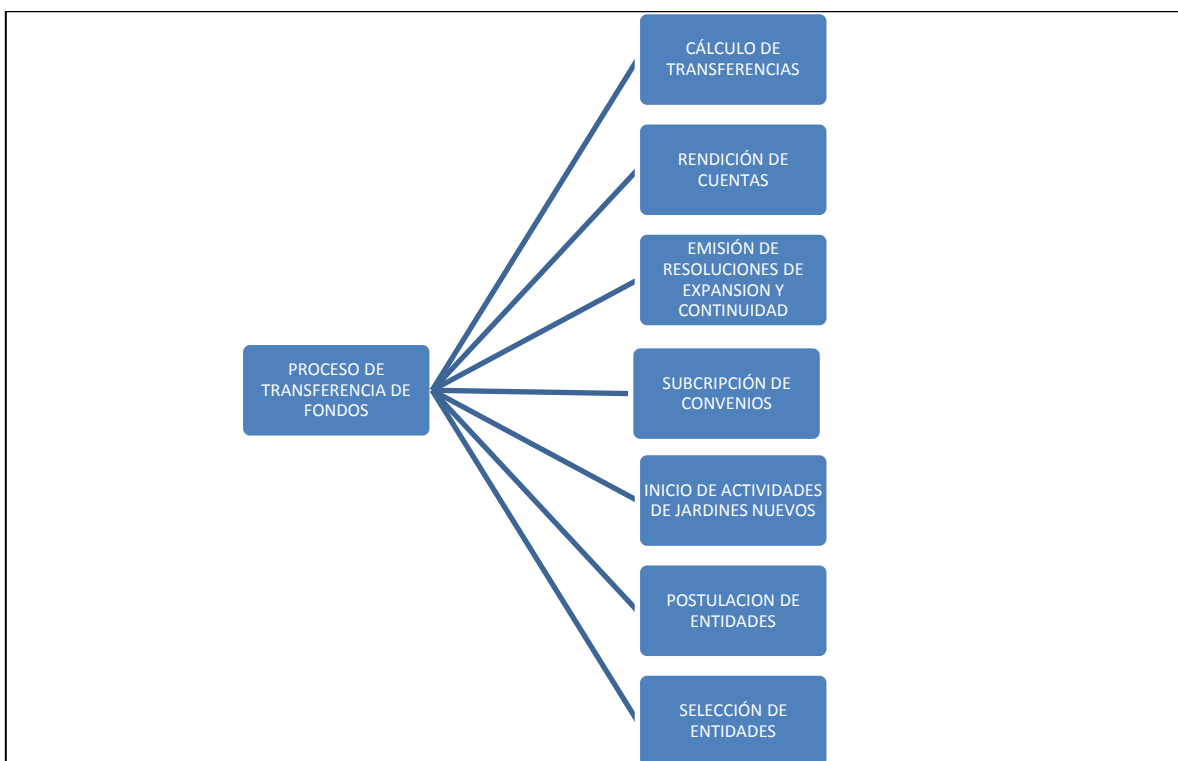 CÁLCULO DE
TRANSFERENCIAS
RENDICIÓN DE
CUENTAS
EMISIÓN DE
RESOLUCIONES DE
EXPANSION Y
CONTINUIDAD
PROCESO DE
TRANSFERENCIA DE
FONDOS
SUBCRIPCIÓN DE
CONVENIOS
INICIO DE ACTIVIDADES
DE JARDINES NUEVOS
POSTULACION DE
ENTIDADES
SELECCIÓN DE
ENTIDADES